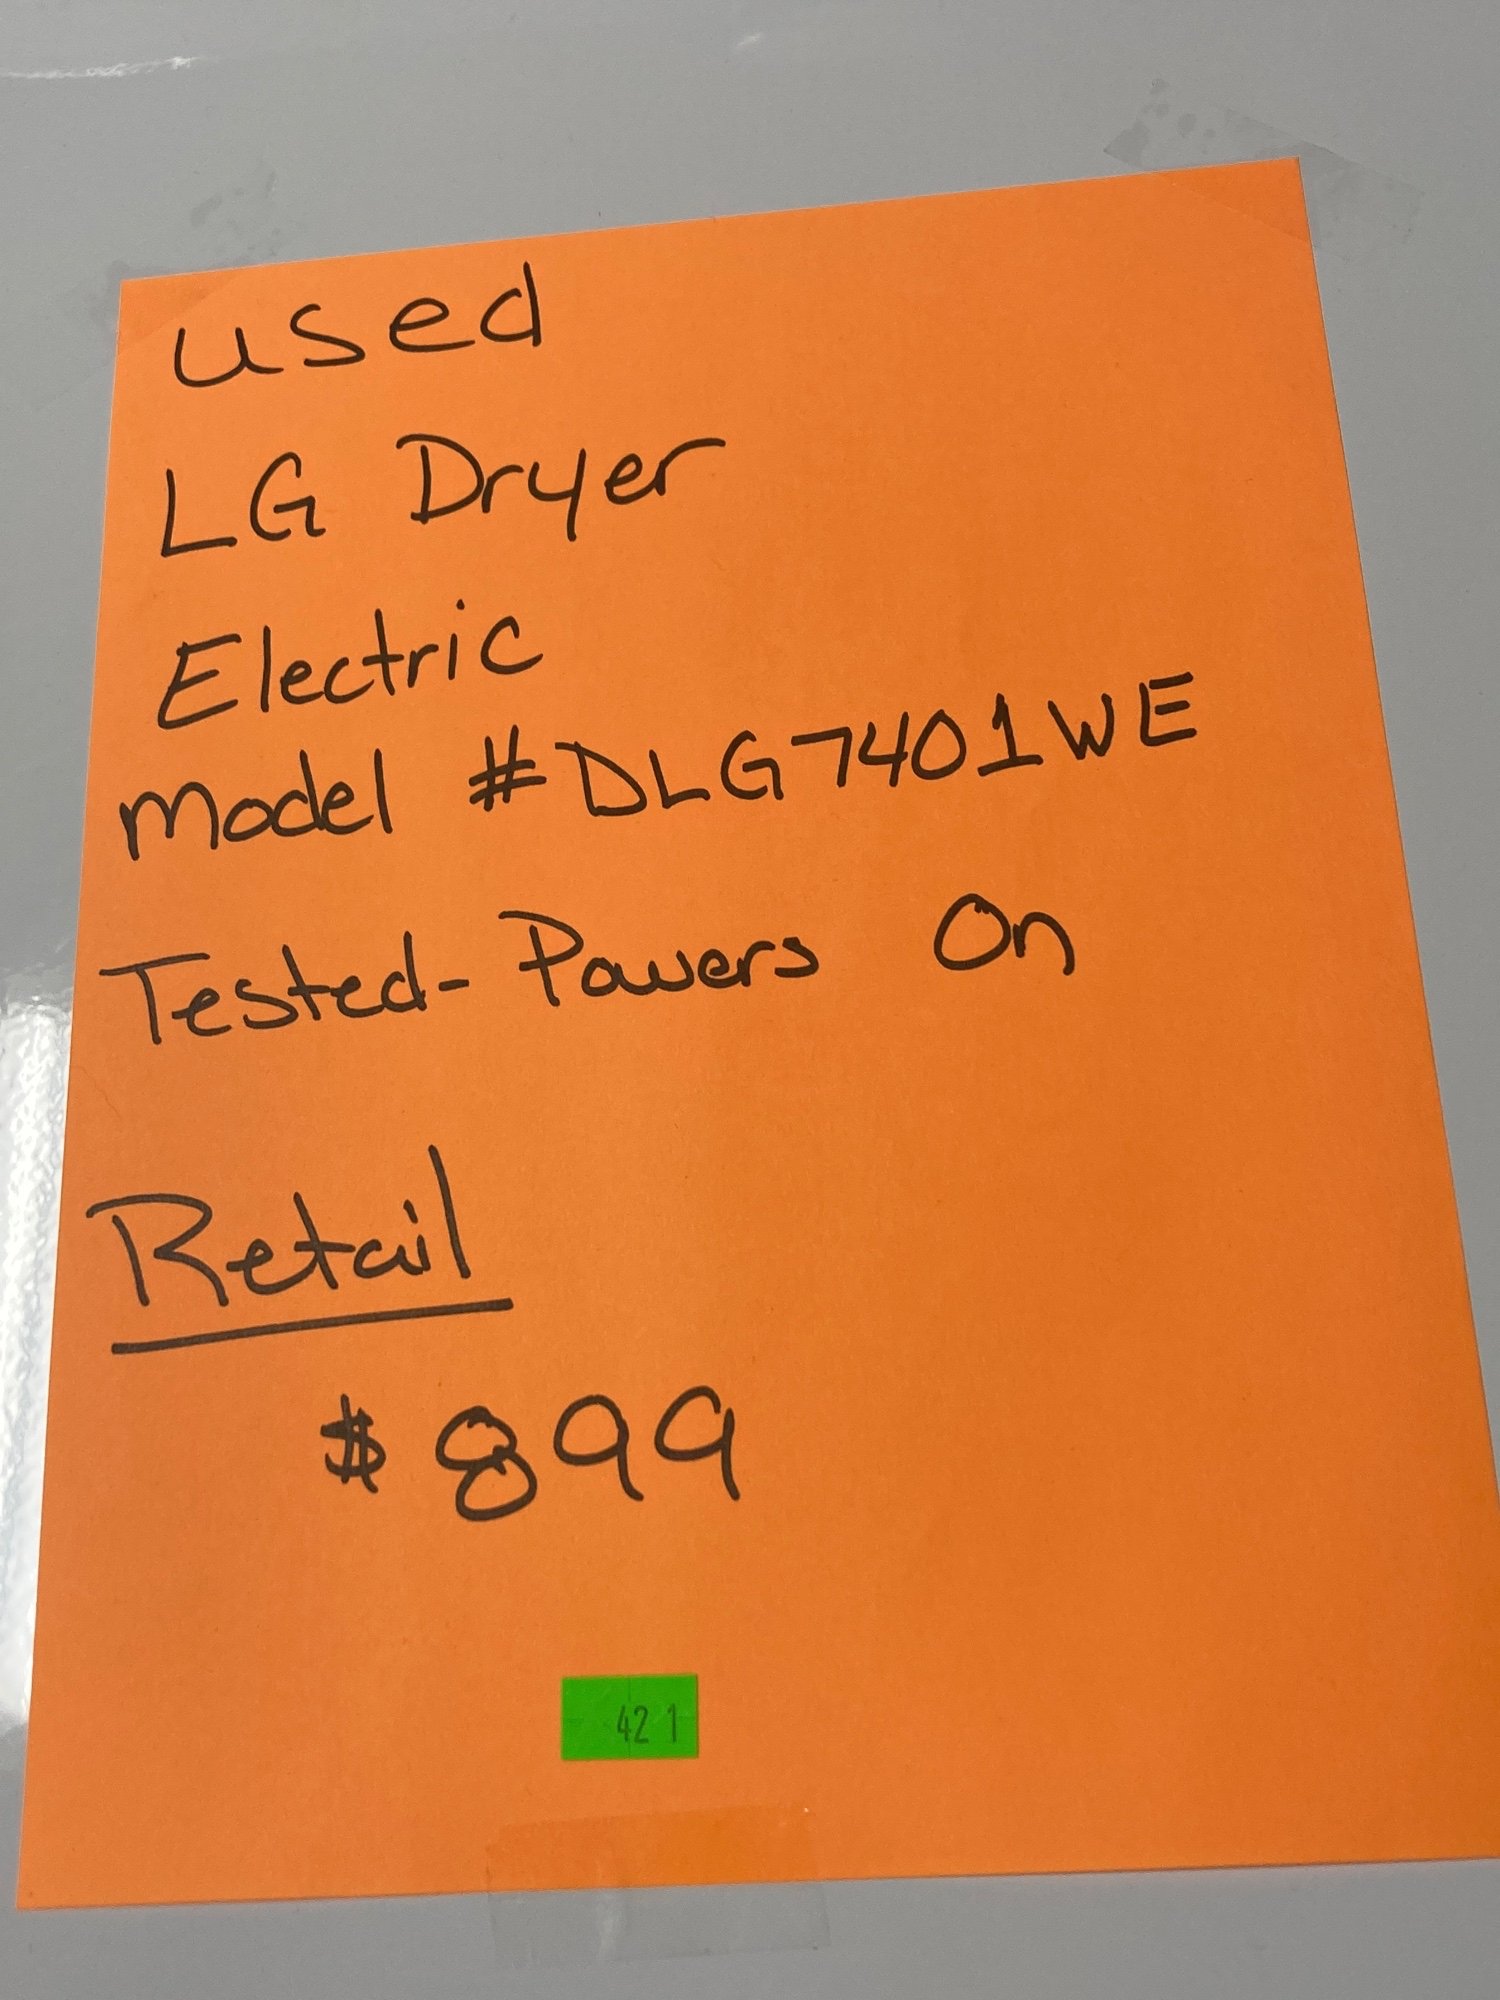 used
LG Dryer
Electric
Model #DLG7401WE
Tested- Powers On
Retail
$899
421